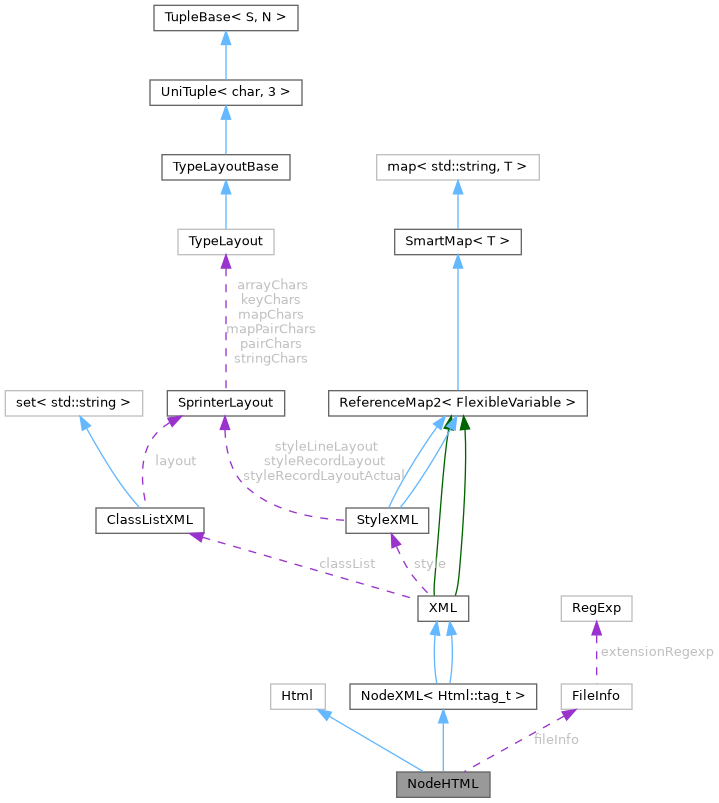 TupleBase< S, N >
UniTuple< char, 3 >
TypeLayoutBase
map< std::string, T >
TypeLayout
SmartMap< T >
arrayChars
keyChars
mapChars
mapPairChars
pairChars
stringChars
set< std::string >
SprinterLayout
ReferenceMap2< FlexibleVariable >
layout
styleLineLayout
styleRecordLayout
styleRecordLayoutActual
ClassListXML
StyleXML
classList
style
XML
RegExp
extensionRegexp
Html
NodeXML< Html::tag_t >
FileInfo
fileInfo
NodeHTML